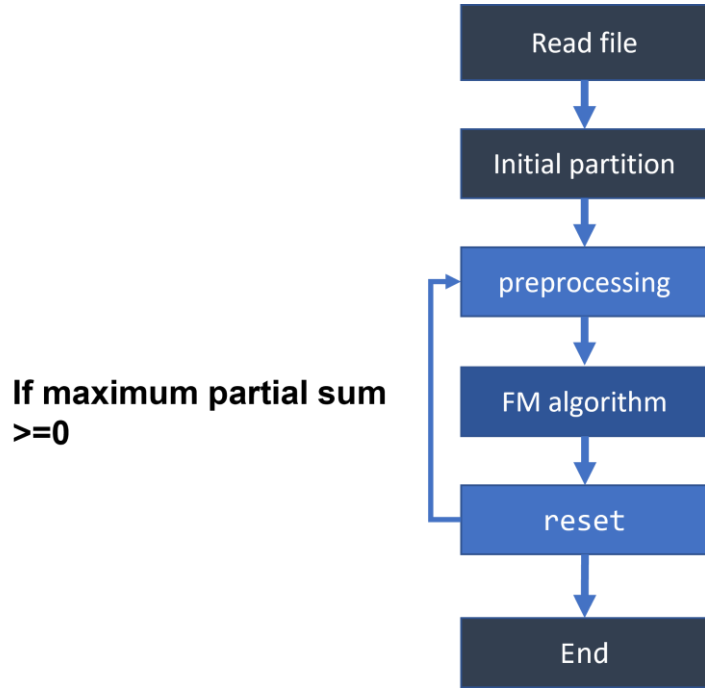 Read file
Initial partition
preprocessing
If maximum partial sum
>=0
FM algorithm
reset
End